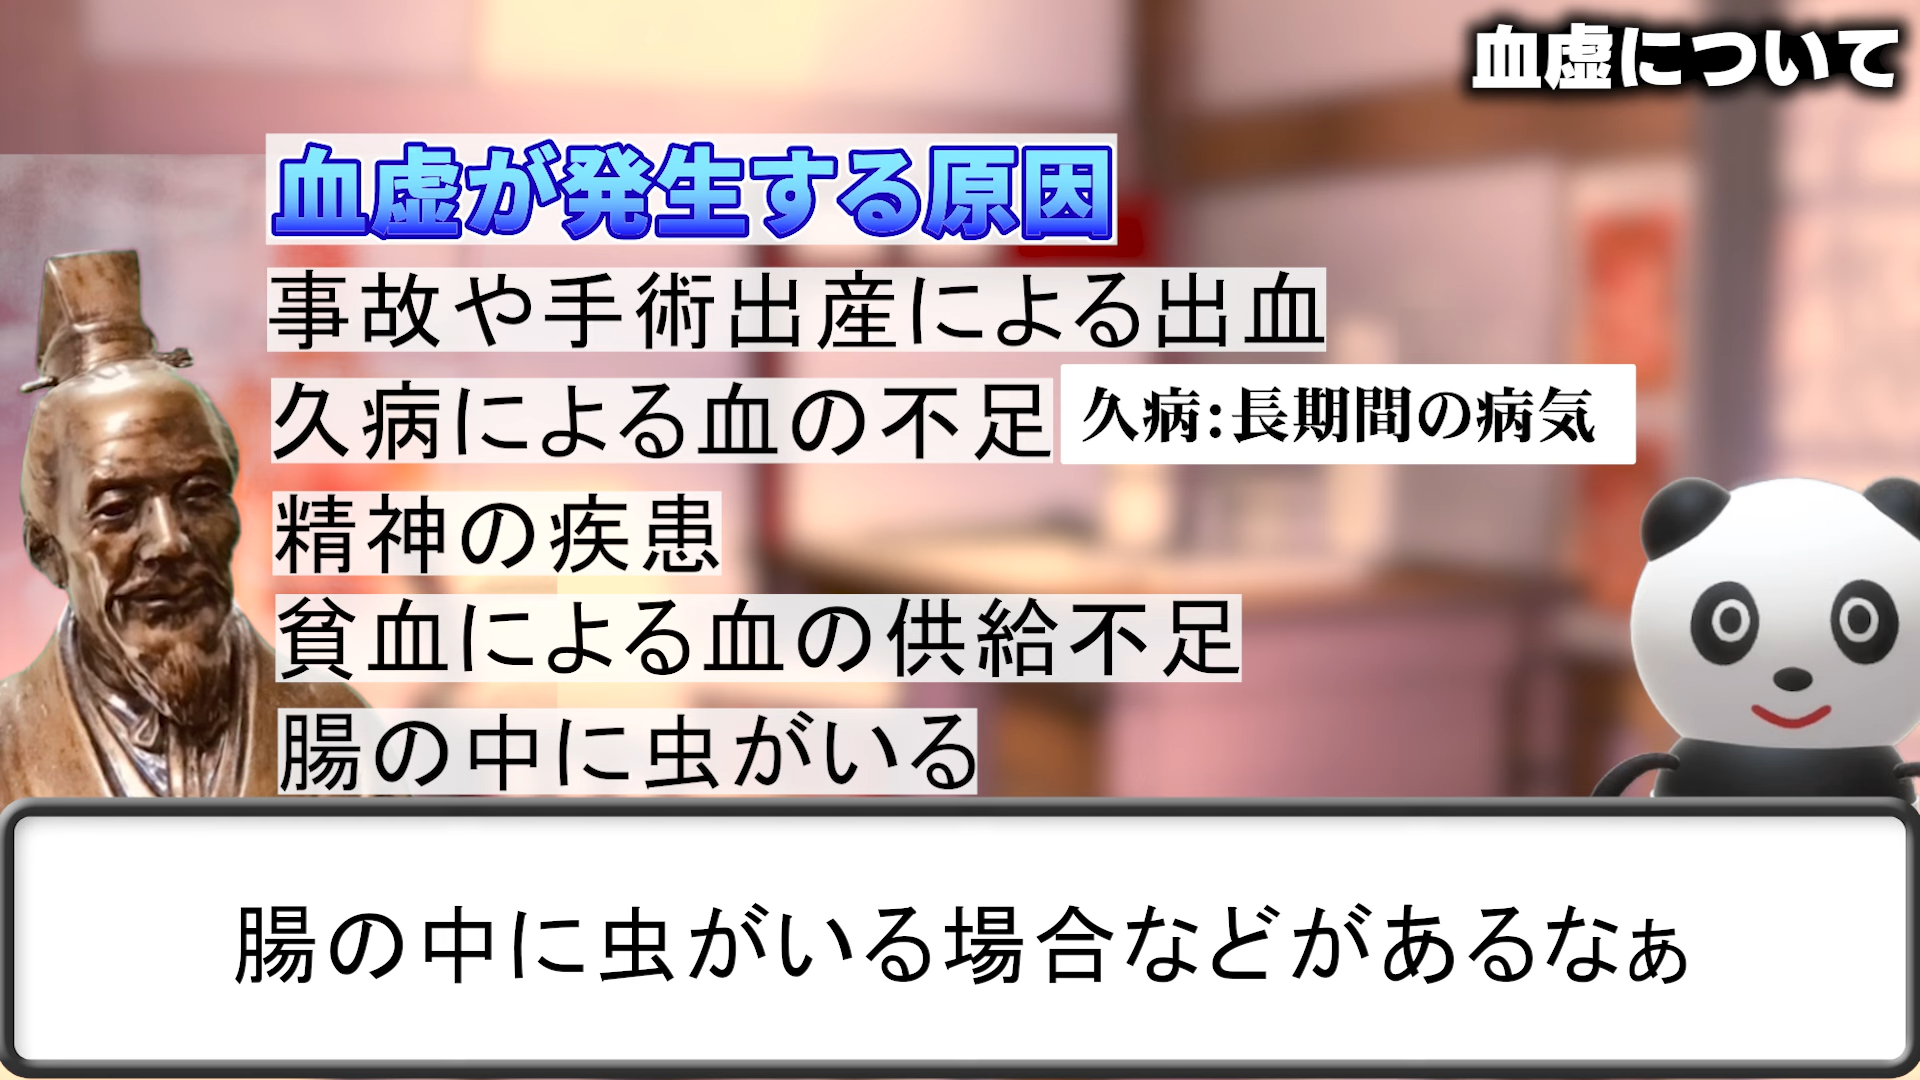 血虚について
血虚が発生する原因
事故や手術出産による出血
久病による血の不足 久病:長期間の病気
精神の疾患
貧血による血の供給不足
腸の中に虫がいる
腸の中に虫がいる場合などがあるなぁ